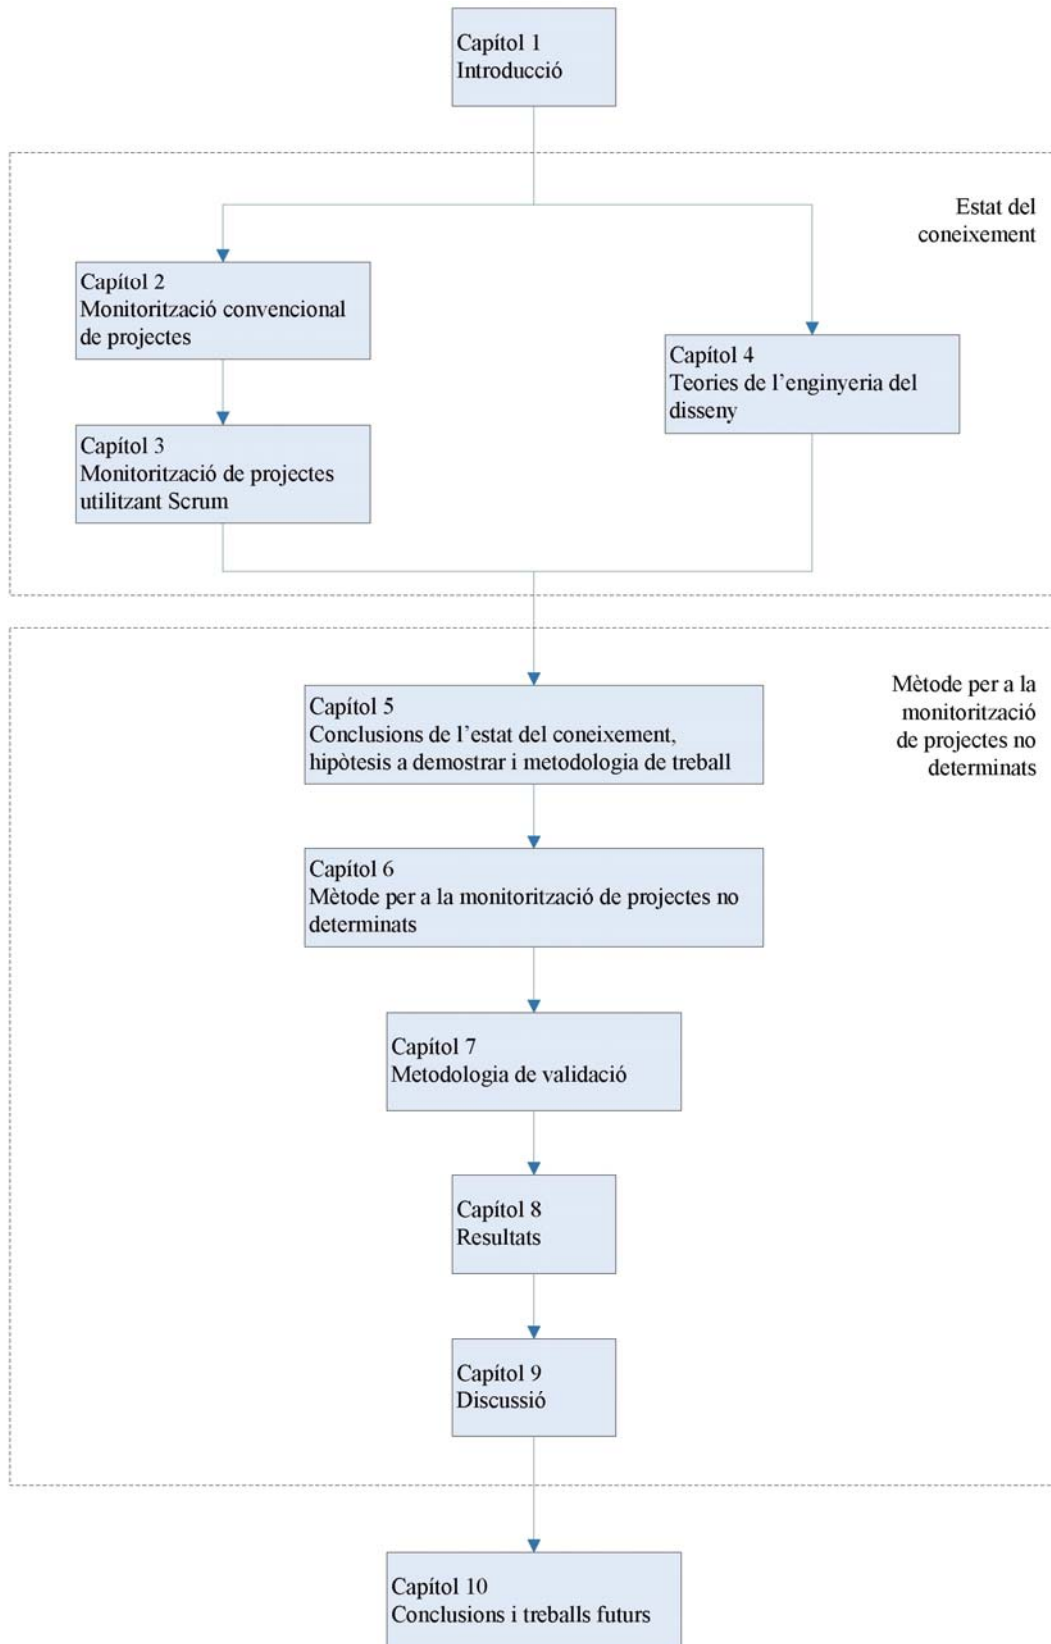 Capítol 1
Introducció
Estat del
coneixement
Capítol 2
Monitorització convencional
de projectes
Capítol 4
Teories de l’enginyeria del
disseny
Capítol 3
Monitorització de projectes
utilitzant Scrum
Mètode per a la
monitorització
de projectes no
determinats
Capítol 5
Conclusions de l’estat del coneixement,
hipòtesis a demostrar i metodologia de treball
Capítol 6
Mètode per a la monitorització de projectes no
determinats
Capítol 7
Metodologia de validació
Capítol 8
Resultats
Capítol 9
Discussió
Capítol 10
Conclusions i treballs futurs